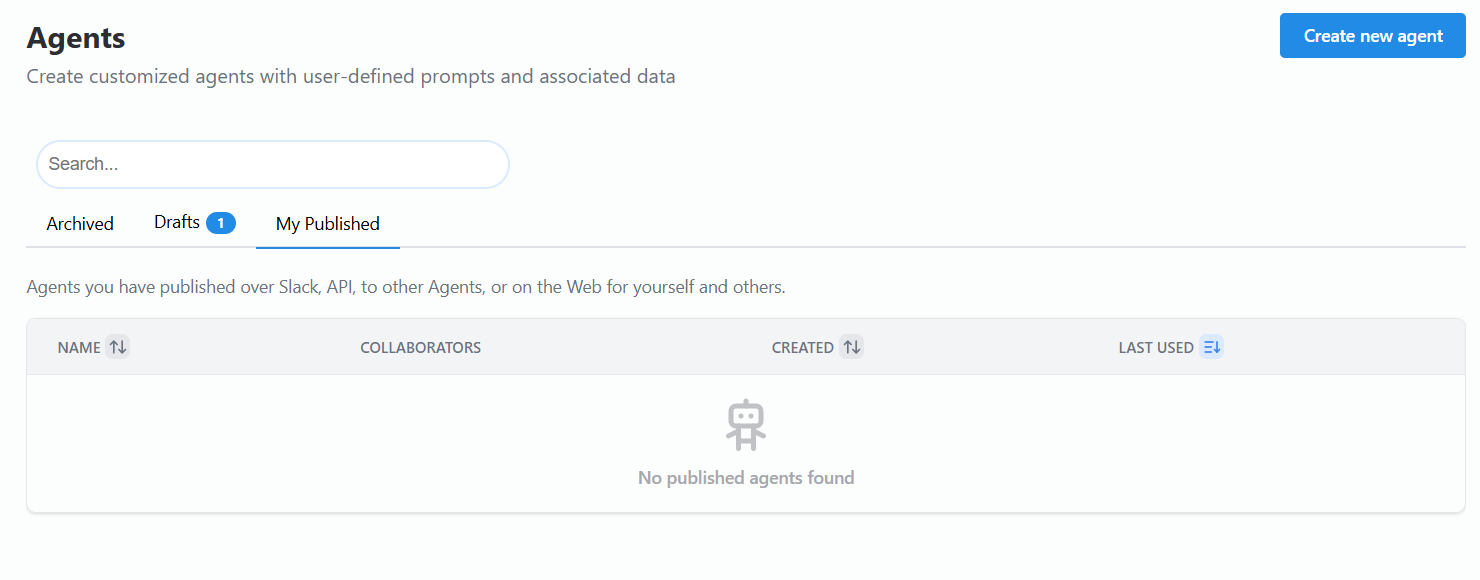 Agents
Create new agent
Create customized agents with user-defined prompts and associated data
Search...
Archived
Drafts 1
My Published
Agents you have published over Slack, API, to other Agents, or on the Web for yourself and others.
NAME COLLABORATORS CREATED LAST USED
No published agents found